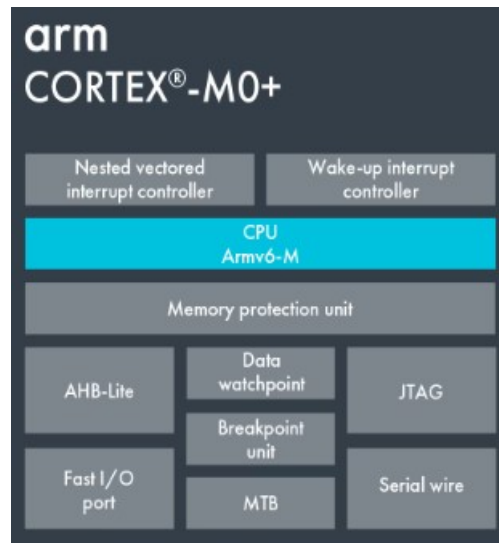 arm
CORTEX®-M0+
Nested vectored
interrupt controller
Wake-up interrupt
controller
CPU
Armv6-M
Memory protection unit
AHB-Lite
Data
watchpoint
JTAG
Breakpoint
unit
Fast I/O
port
MTB
Serial wire